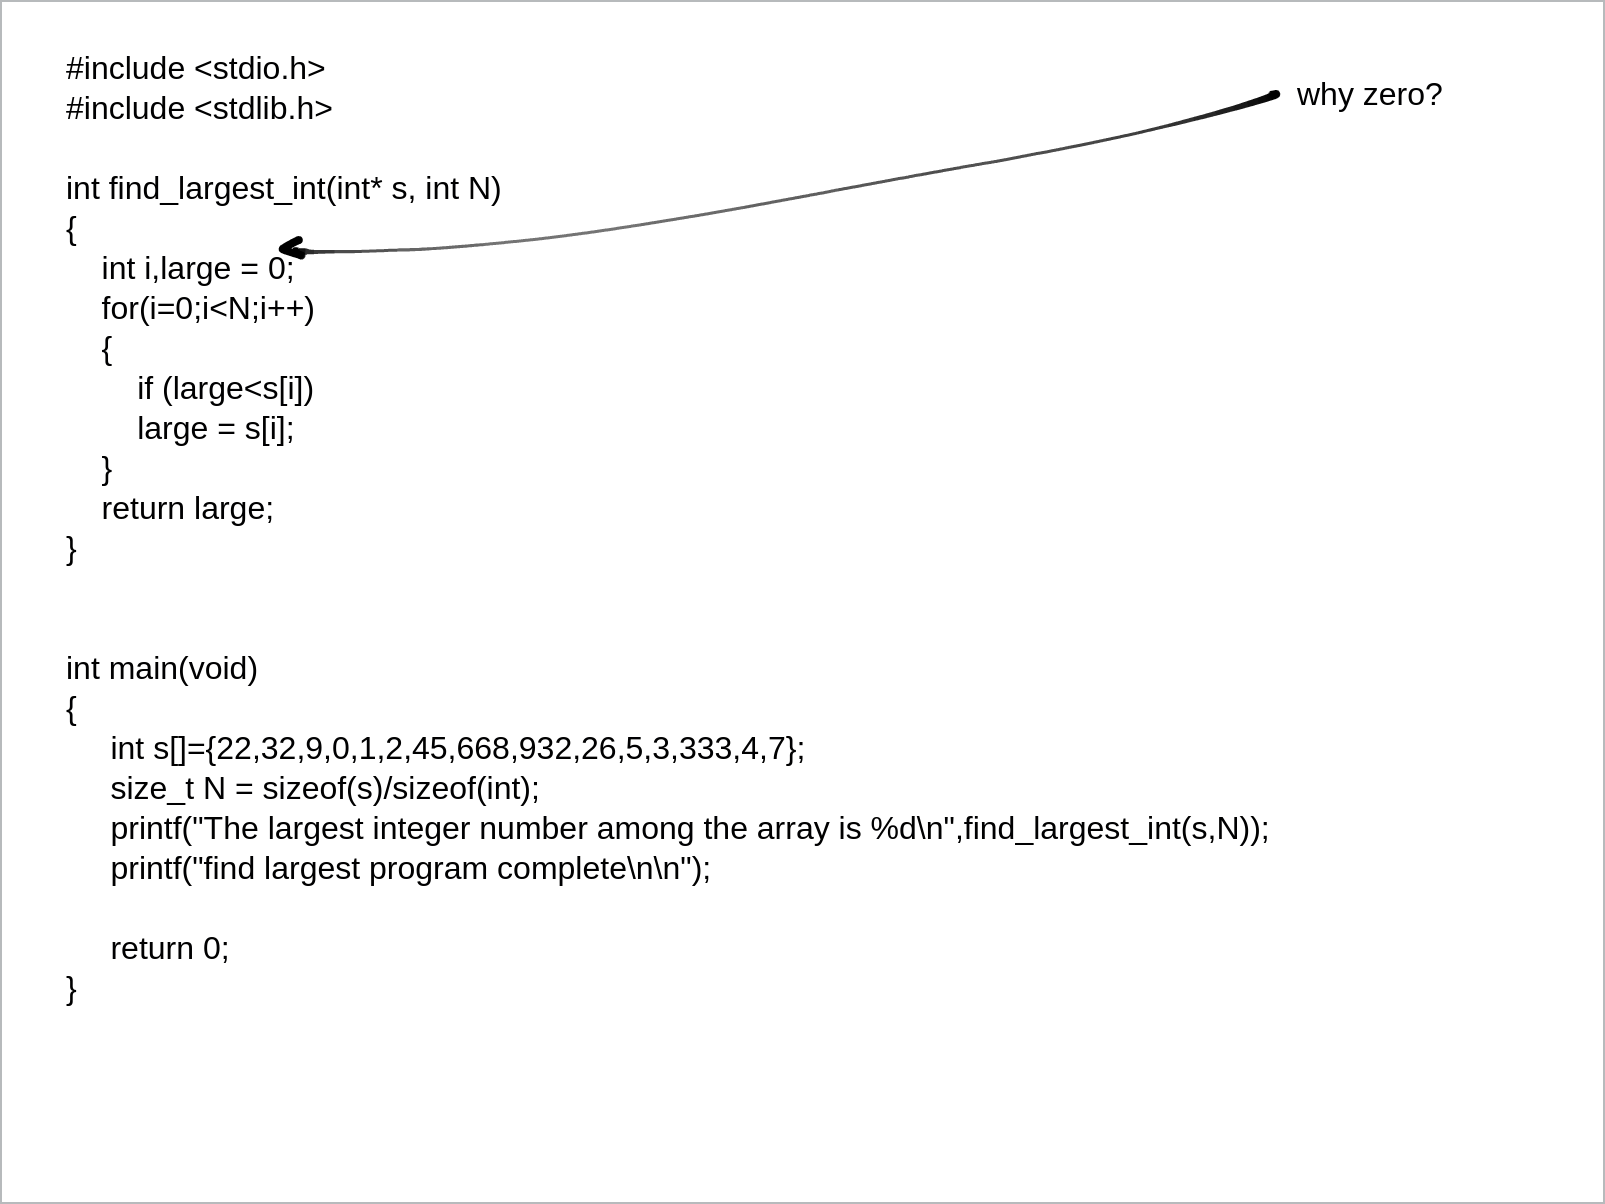 #include <stdio.h>
#include <stdlib.h>
why zero?
int find_largest_int(int* s, int N)
{
int i,large = 0;
for(i=0;i<N;i++)
{
if (large<s[i])
large = s[i];
}
return large;
}
int main(void)
{
int s[]={22,32,9,0,1,2,45,668,932,26,5,3,333,4,7};
size_t N = sizeof(s)/sizeof(int);
printf("The largest integer number among the array is %d\n",find_largest_int(s,N));
printf("find largest program complete\n\n");
return 0;
}